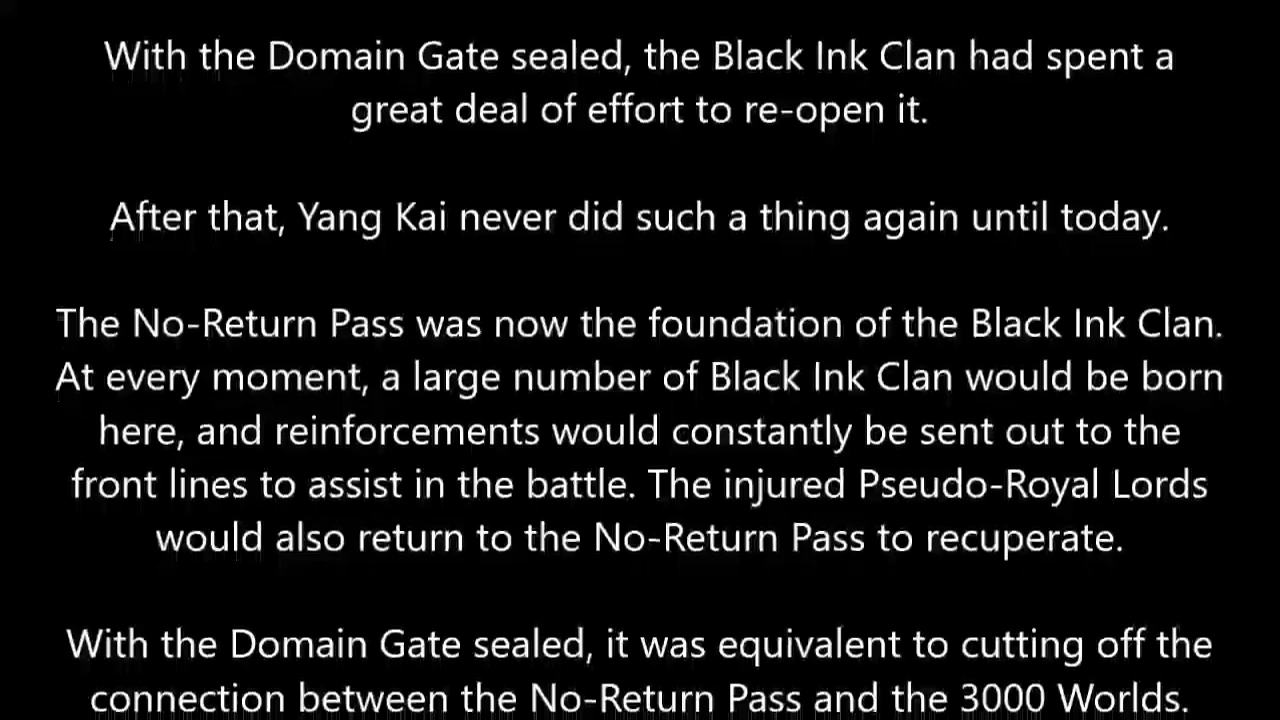 With the Domain Gate sealed, the Black Ink Clan had spent a
great deal of effort to re-open it.
After that, Yang Kai never did such a thing again until today.
The No-Return Pass was now the foundation of the Black Ink Clan.
At every moment, a large number of Black Ink Clan would be born
here, and reinforcements would constantly be sent out to the
front lines to assist in the battle. The injured Pseudo-Royal Lords
would also return to the No-Return Pass to recuperate.
With the Domain Gate sealed, it was equivalent to cutting off the
connection between the No-Return Pass and the 3000 Worlds.